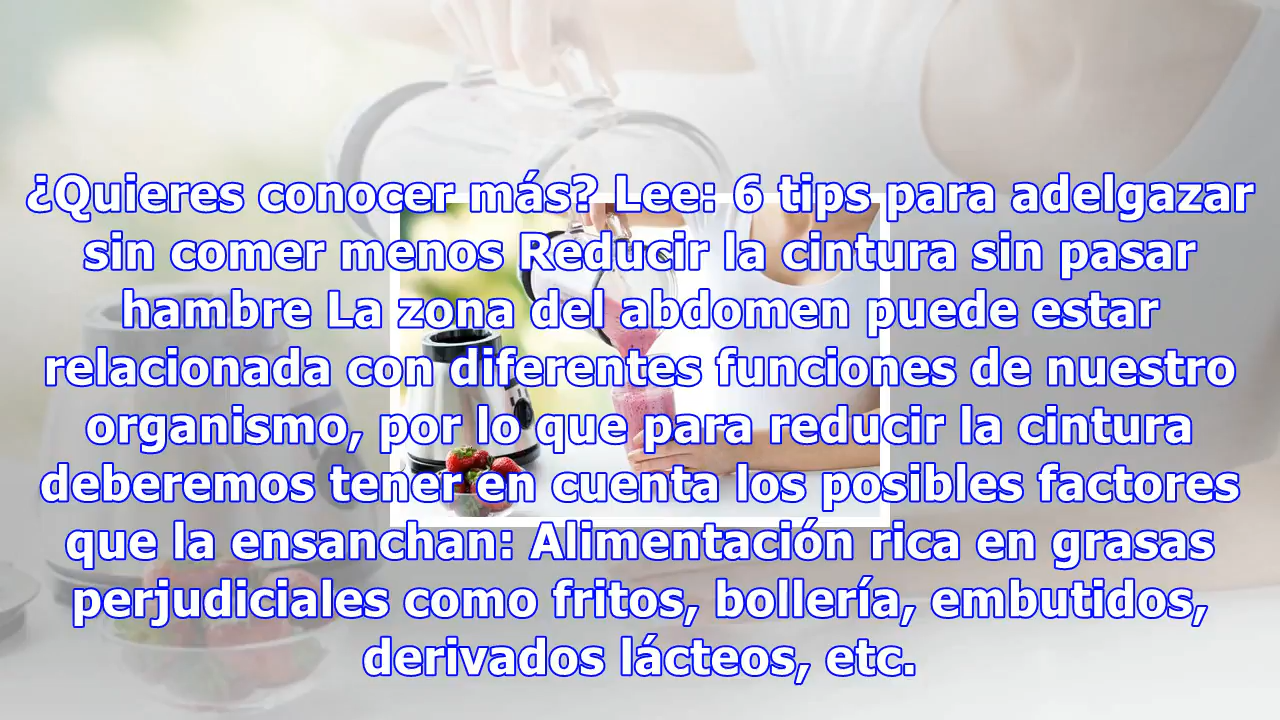 ¿Quieres conocer más? Lee: 6 tips para adelgazar
sin comer menos Reducir la cintura sin pasar
hambre La zona del abdomen puede estar
relacionada con diferentes funciones de nuestro
organismo, por lo que para reducir la cintura
deberemos tener en cuenta los posibles factores
que la ensanchan: Alimentación rica en grasas
perjudiciales como fritos, bollería, embutidos,
derivados lácteos, etc.